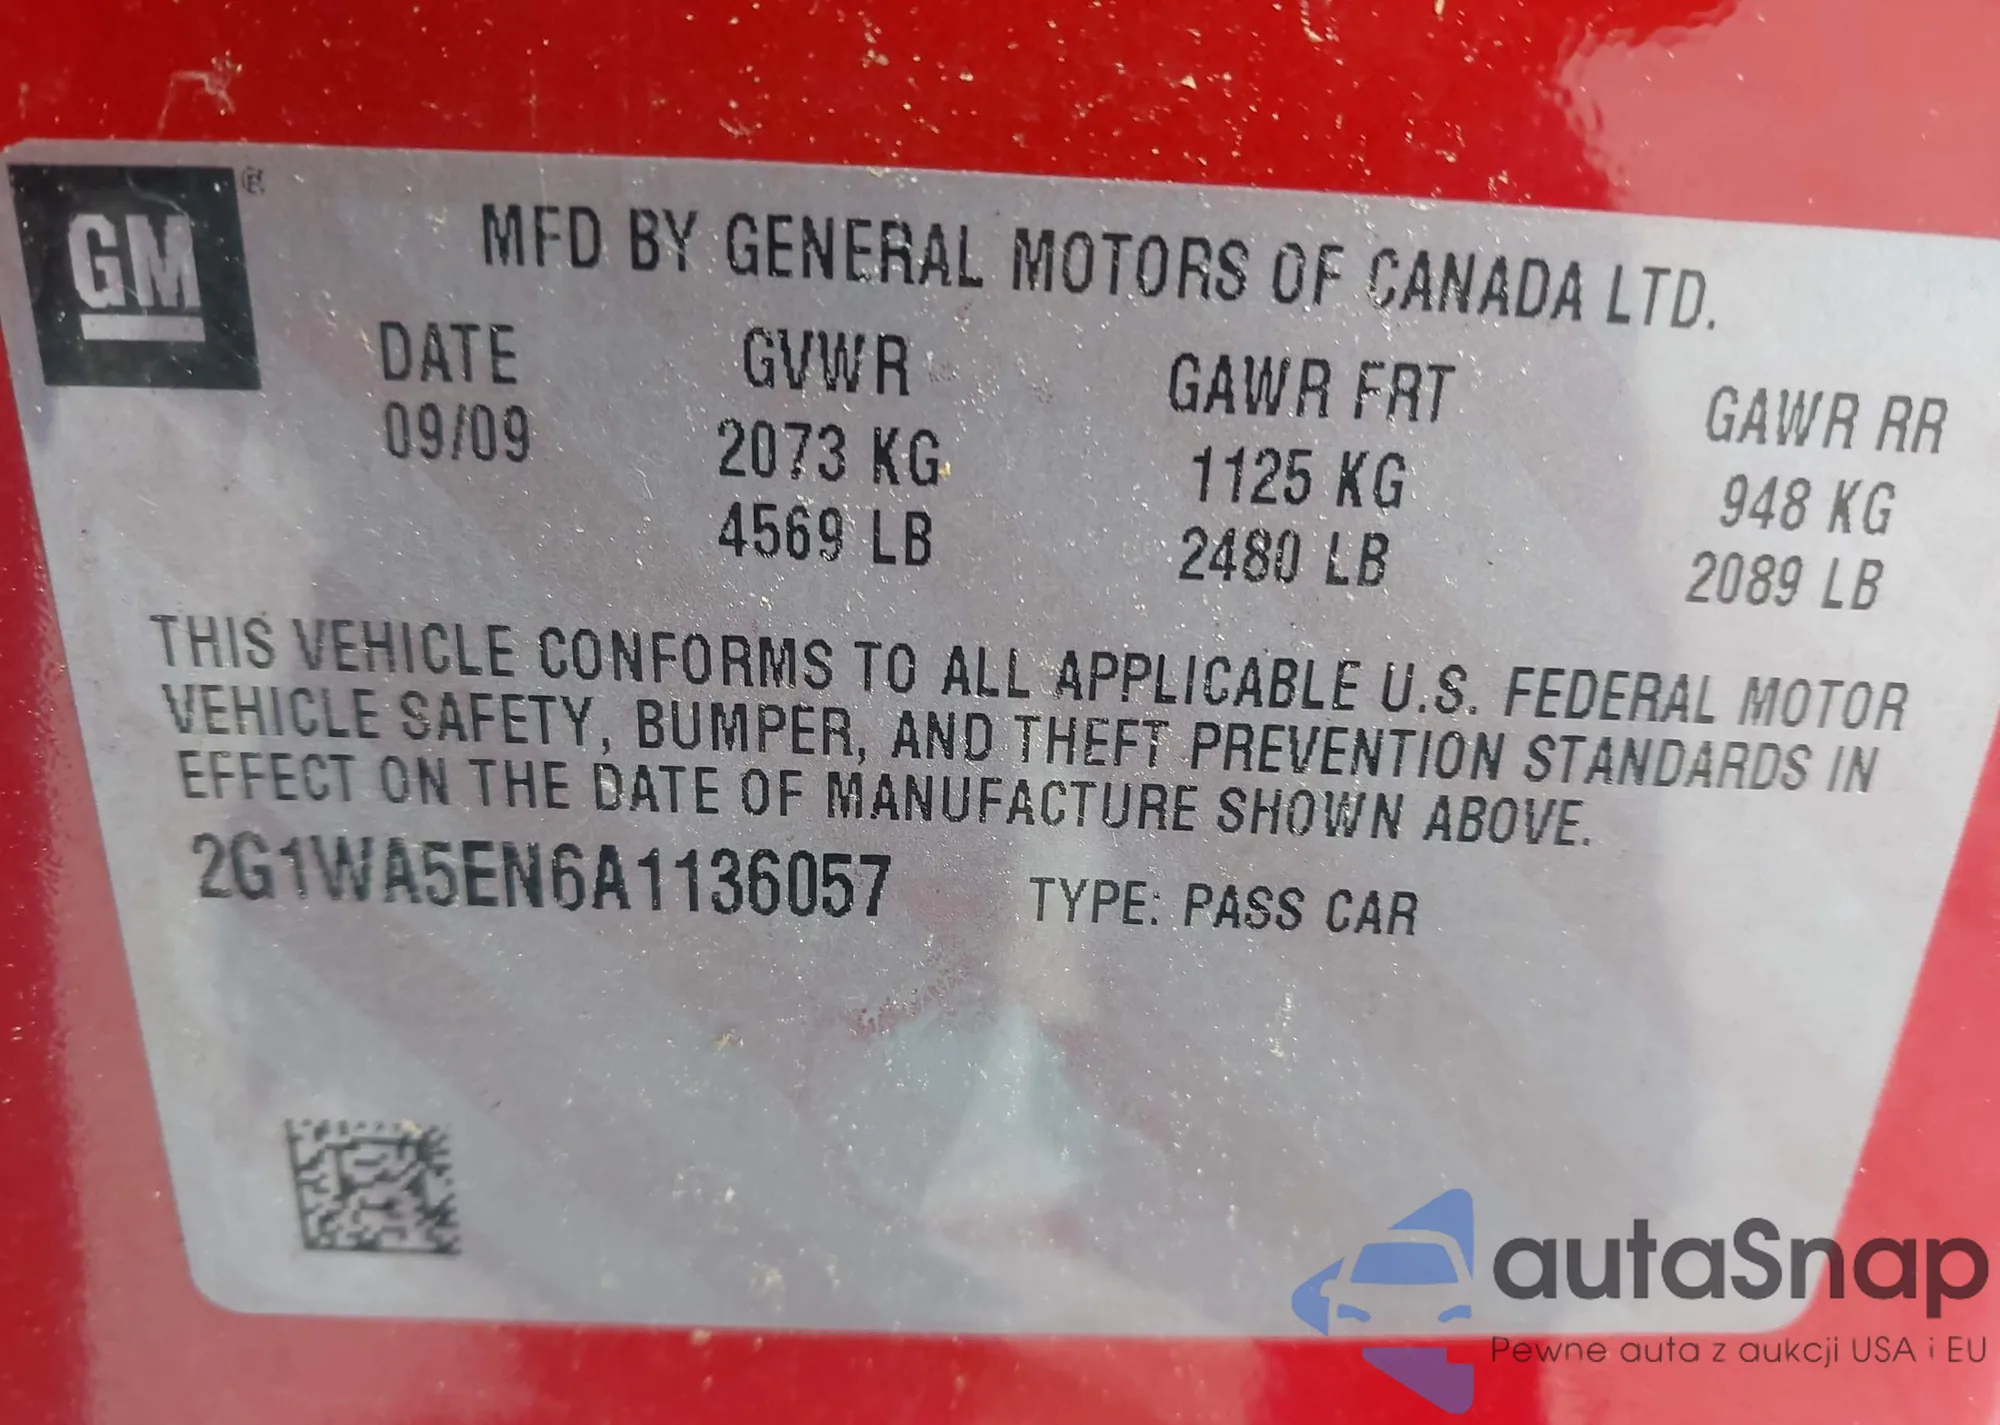 GM
MFD BY GENERAL MOTORS OF CANADA LTD.
DATE GVWR GAWR FRT GAWR RR
09/09 2073 KG 1125 KG 948 KG
4569 LB 2480 LB 2089 LB
THIS VEHICLE CONFORMS TO ALL APPLICABLE U.S. FEDERAL MOTOR
VEHICLE SAFETY, BUMPER, AND THEFT PREVENTION STANDARDS IN
EFFECT ON THE DATE OF MANUFACTURE SHOWN ABOVE.
2G1WA5EN6A1136057 TYPE: PASS CAR
autaSnap
Pewne auta z aukcji USA i EU